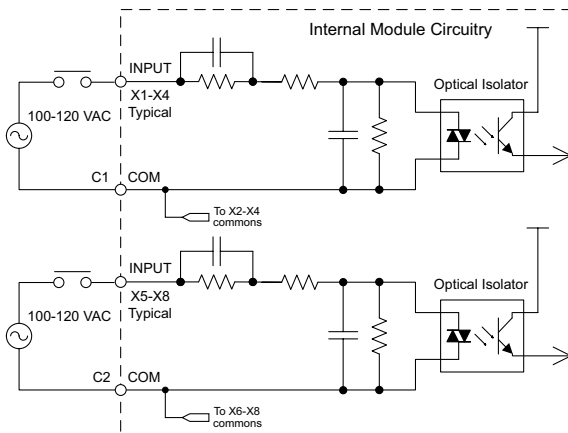 Internal Module Circuitry
INPUT
X1-X4
Typical
Optical Isolator
100-120 VAC
C1
COM
To X2-X4
commons
INPUT
X5-X8
Typical
Optical Isolator
100-120 VAC
C2
COM
To X6-X8
commons